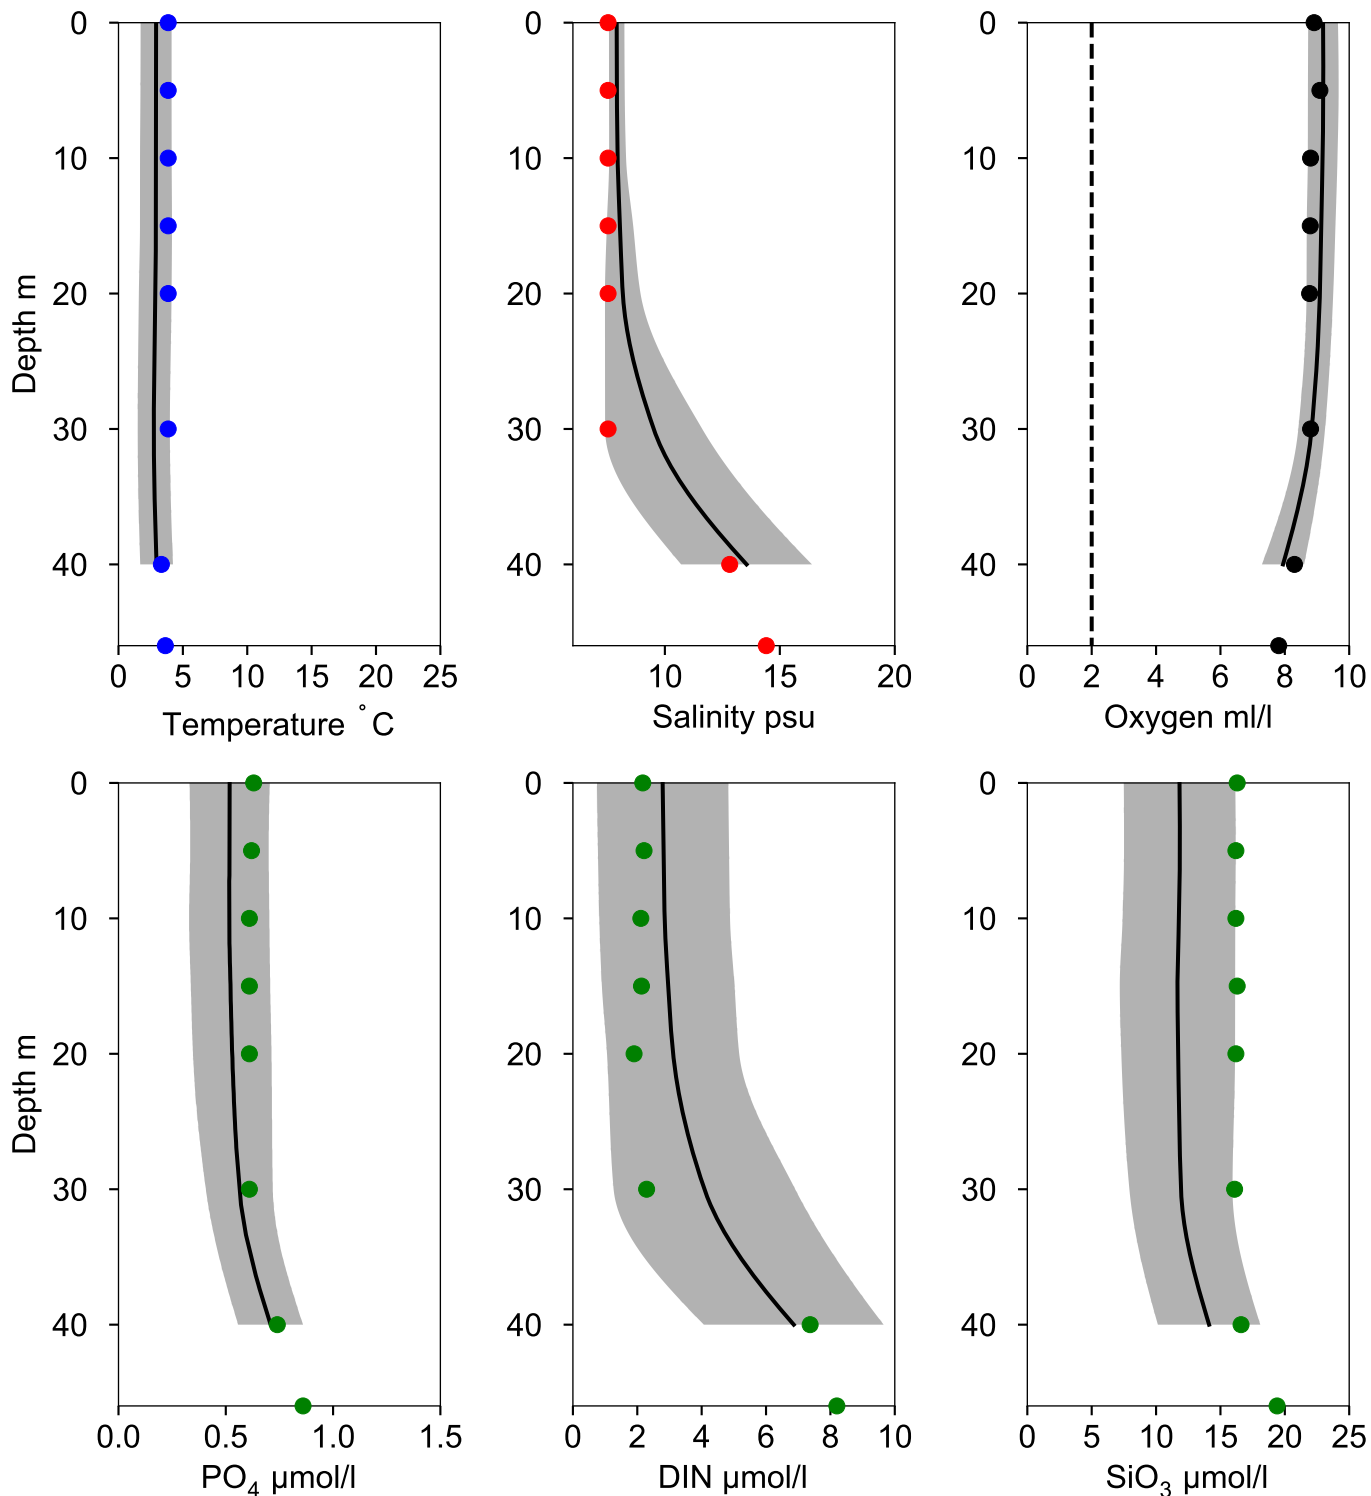 0 0 0
10 10 10
20 20 20
Depth m
30 30 30
40 40 40
0 5 10 15 20 25 10 15 20 0 2 4 6 8 10
Temperature °C Salinity psu Oxygen ml/l
0 0 0
10 10 10
20 20 20
Depth m
30 30 30
40 40 40
0.0 0.5 1.0 1.5 0 2 4 6 8 10 0 5 10 15 20 25
PO4 µmol/l DIN µmol/l SiO3 µmol/l